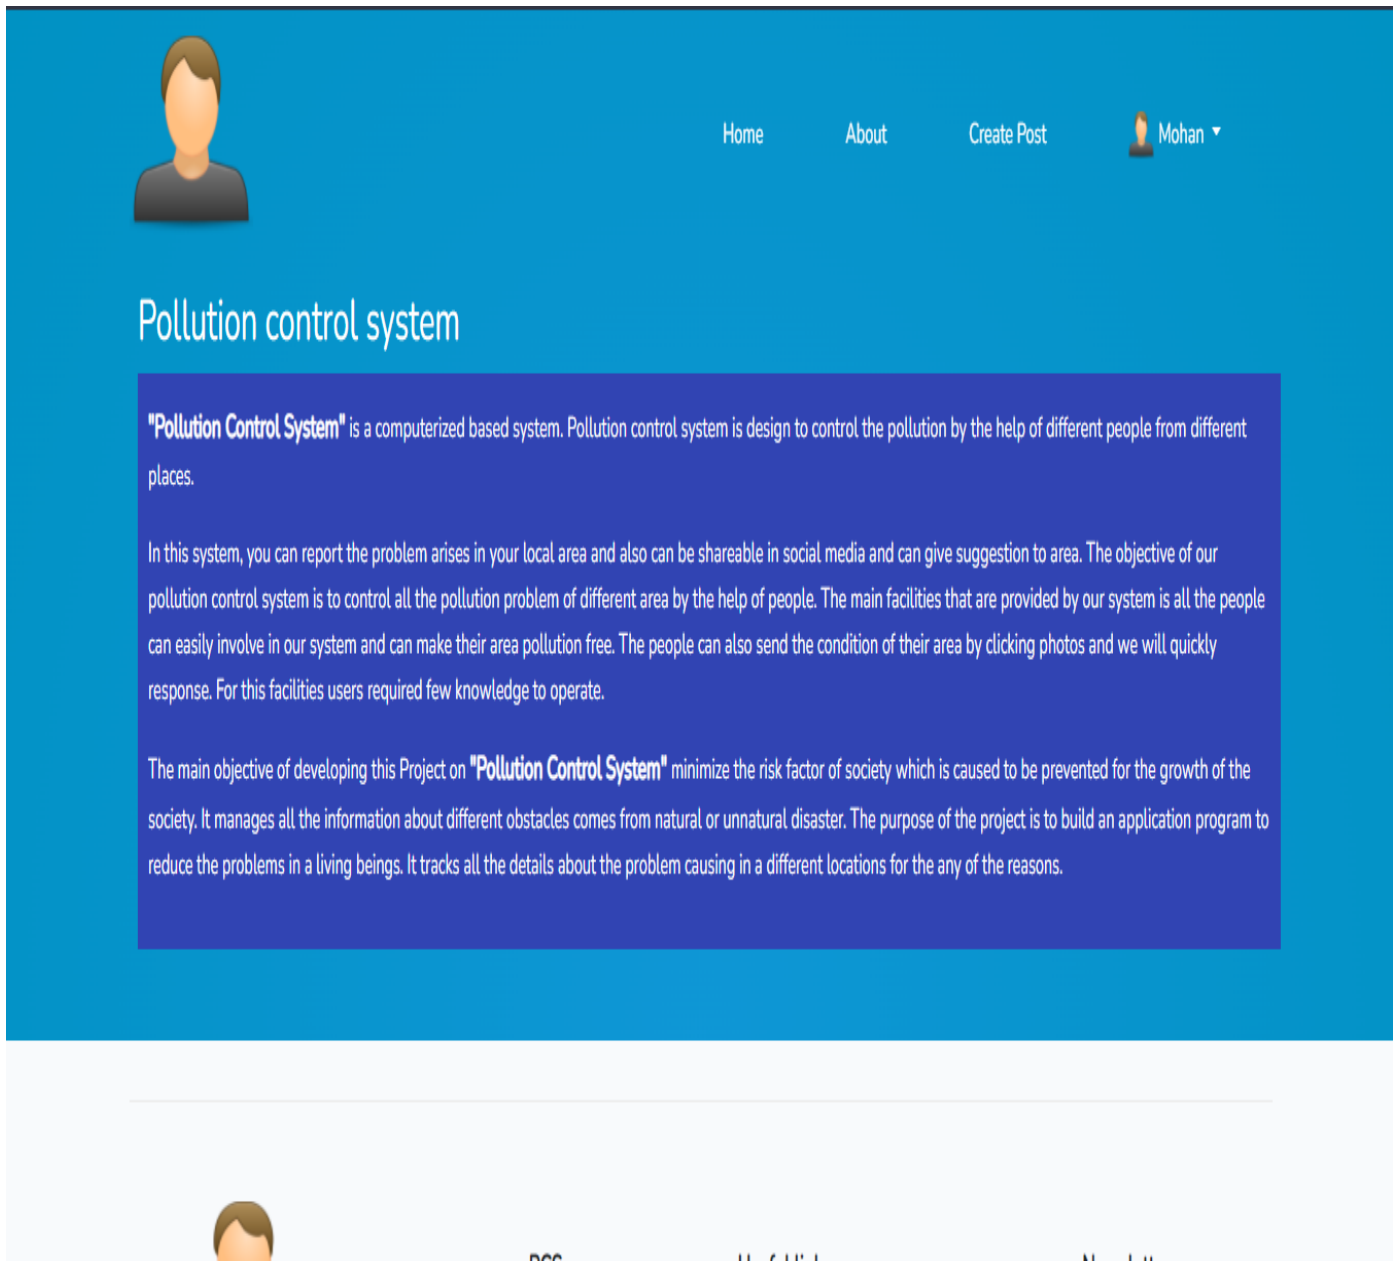 Home About Create Post Mohan
Pollution control system
"Pollution Control System" is a computerized based system. Pollution control system is design to control the pollution by the help of different people from different
places.
In this system, you can report the problem arises in your local area and also can be shareable in social media and can give suggestion to area. The objective of our
pollution control system is to control all the pollution problem of different area by the help of people. The main facilities that are provided by our system is all the people
can easily involve in our system and can make their area pollution free. The people can also send the condition of their area by clicking photos and we will quickly
response. For this facilities users required few knowledge to operate.
The main objective of developing this Project on "Pollution Control System" minimize the risk factor of society which is caused to be prevented for the growth of the
society. It manages all the information about different obstacles comes from natural or unnatural disaster. The purpose of the project is to build an application program to
reduce the problems in a living beings. It tracks all the details about the problem causing in a different locations for the any of the reasons.